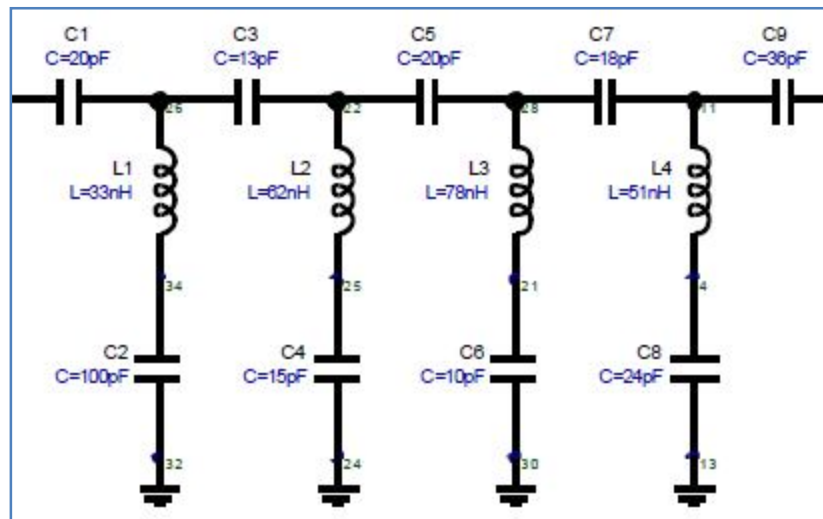 C1
C=20pF
C3
C=13pF
C5
C=20pF
C7
C=18pF
C9
C=36pF
26
22
28
11
L1
L=33nH
L2
L=62nH
L3
L=78nH
L4
L=51nH
34
25
21
4
C2
C=100pF
C4
C=15pF
C6
C=10pF
C8
C=24pF
32
24
30
13